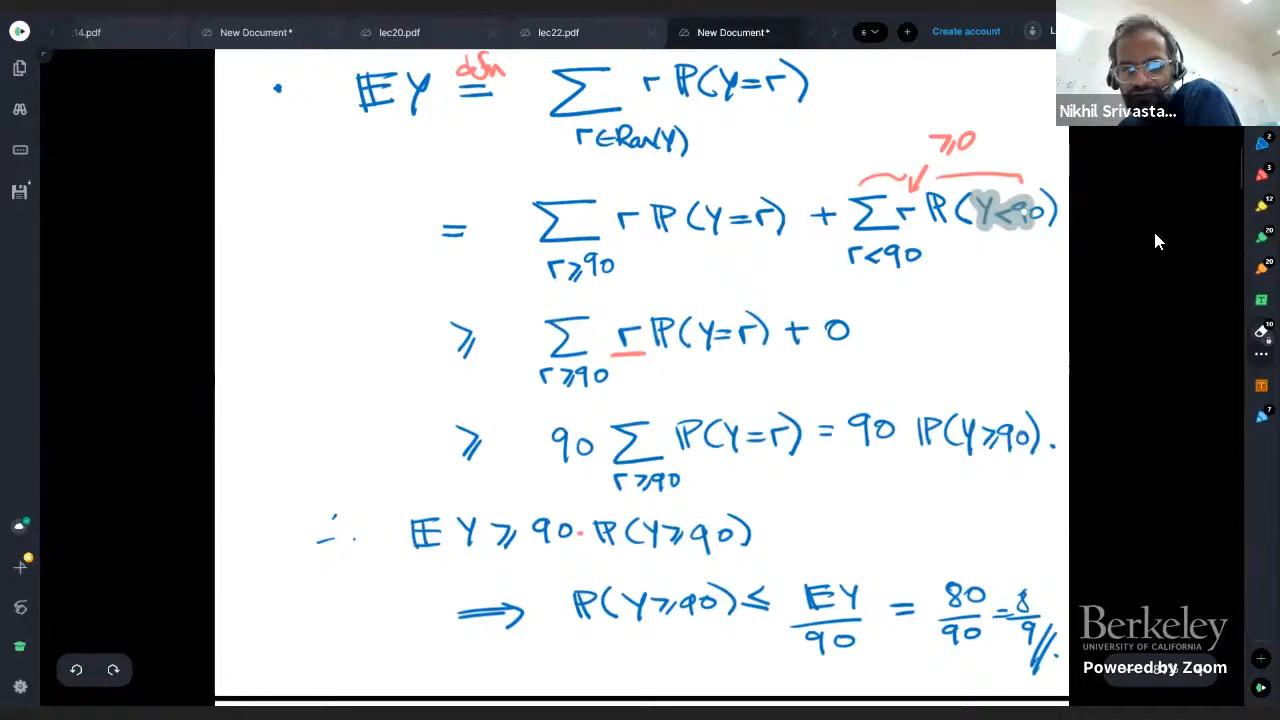 .14.pdf New Document* lec20.pdf lec22.pdf New Document* 6 Create account
Nikhil Srivasta...
• 𝔼Y defn = ∑ r ℙ(Y=r)
r∈Ran(Y)
≥0
= ∑ r ℙ(Y=r) + ∑ r ℙ(Y<90)
r≥90 r<90
≥ ∑ r ℙ(Y=r) + 0
r≥90
≥ 90 ∑ ℙ(Y=r) = 90 ℙ(Y≥90).
r≥90
∴ 𝔼Y ≥ 90·ℙ(Y≥90)
⟹ ℙ(Y≥90) ≤ 𝔼Y/90 = 80/90 = 8/9 //.
Berkeley
UNIVERSITY OF CALIFORNIA
Powered by Zoom